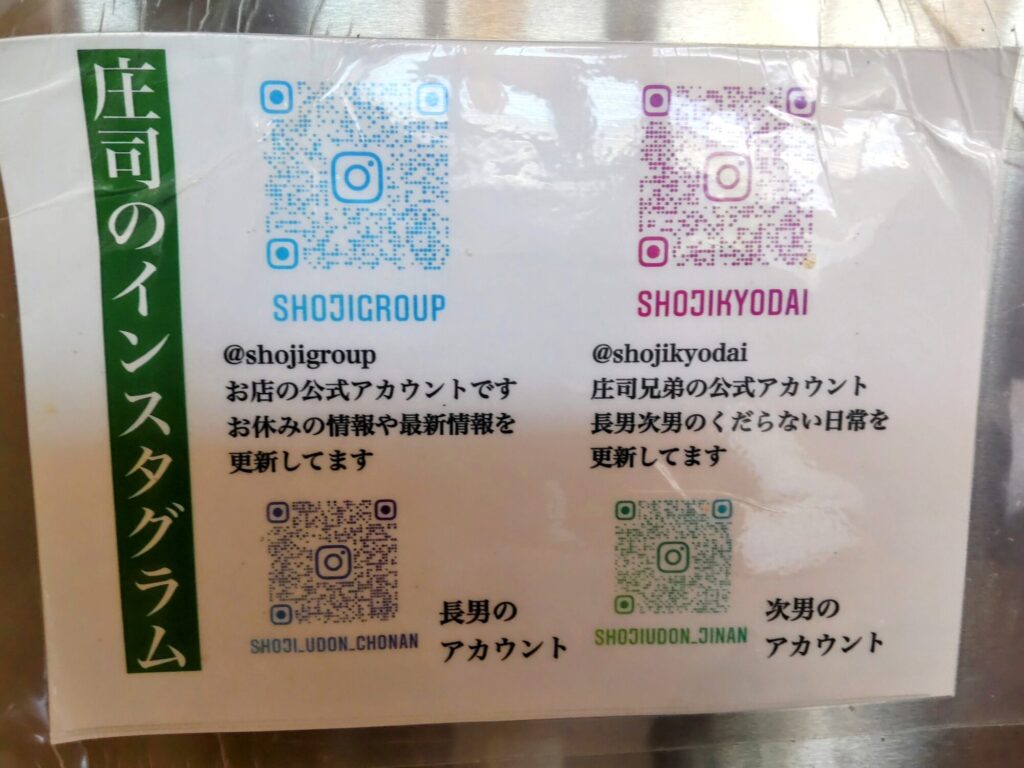 庄司のインスタグラム
SHOJIGROUP
@shojigroup
お店の公式アカウントです
お休みの情報や最新情報を
更新してます
SHOJIKYODAI
@shojikyodai
庄司兄弟の公式アカウント
長男次男のくだらない日常を
更新してます
SHOJI_UDON_CHONAN
長男の
アカウント
SHOJIUDON_JINAN
次男の
アカウント